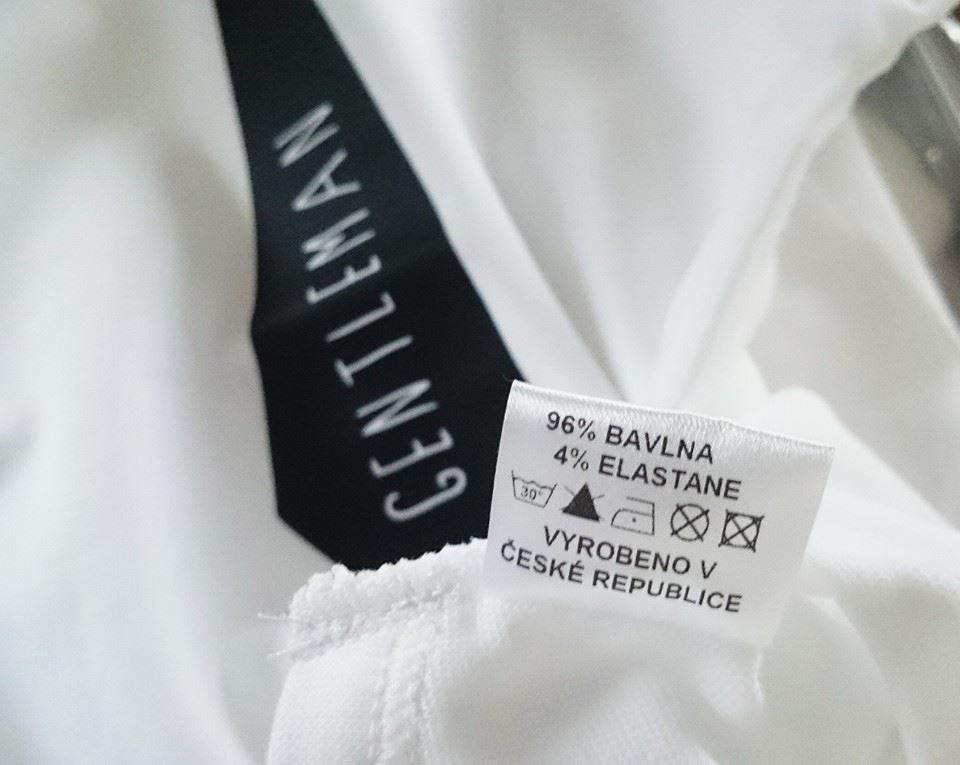 GENTLEMAN
96% BAVLNA
4% ELASTANE
30°
VYROBENO V
ČESKÉ REPUBLICE